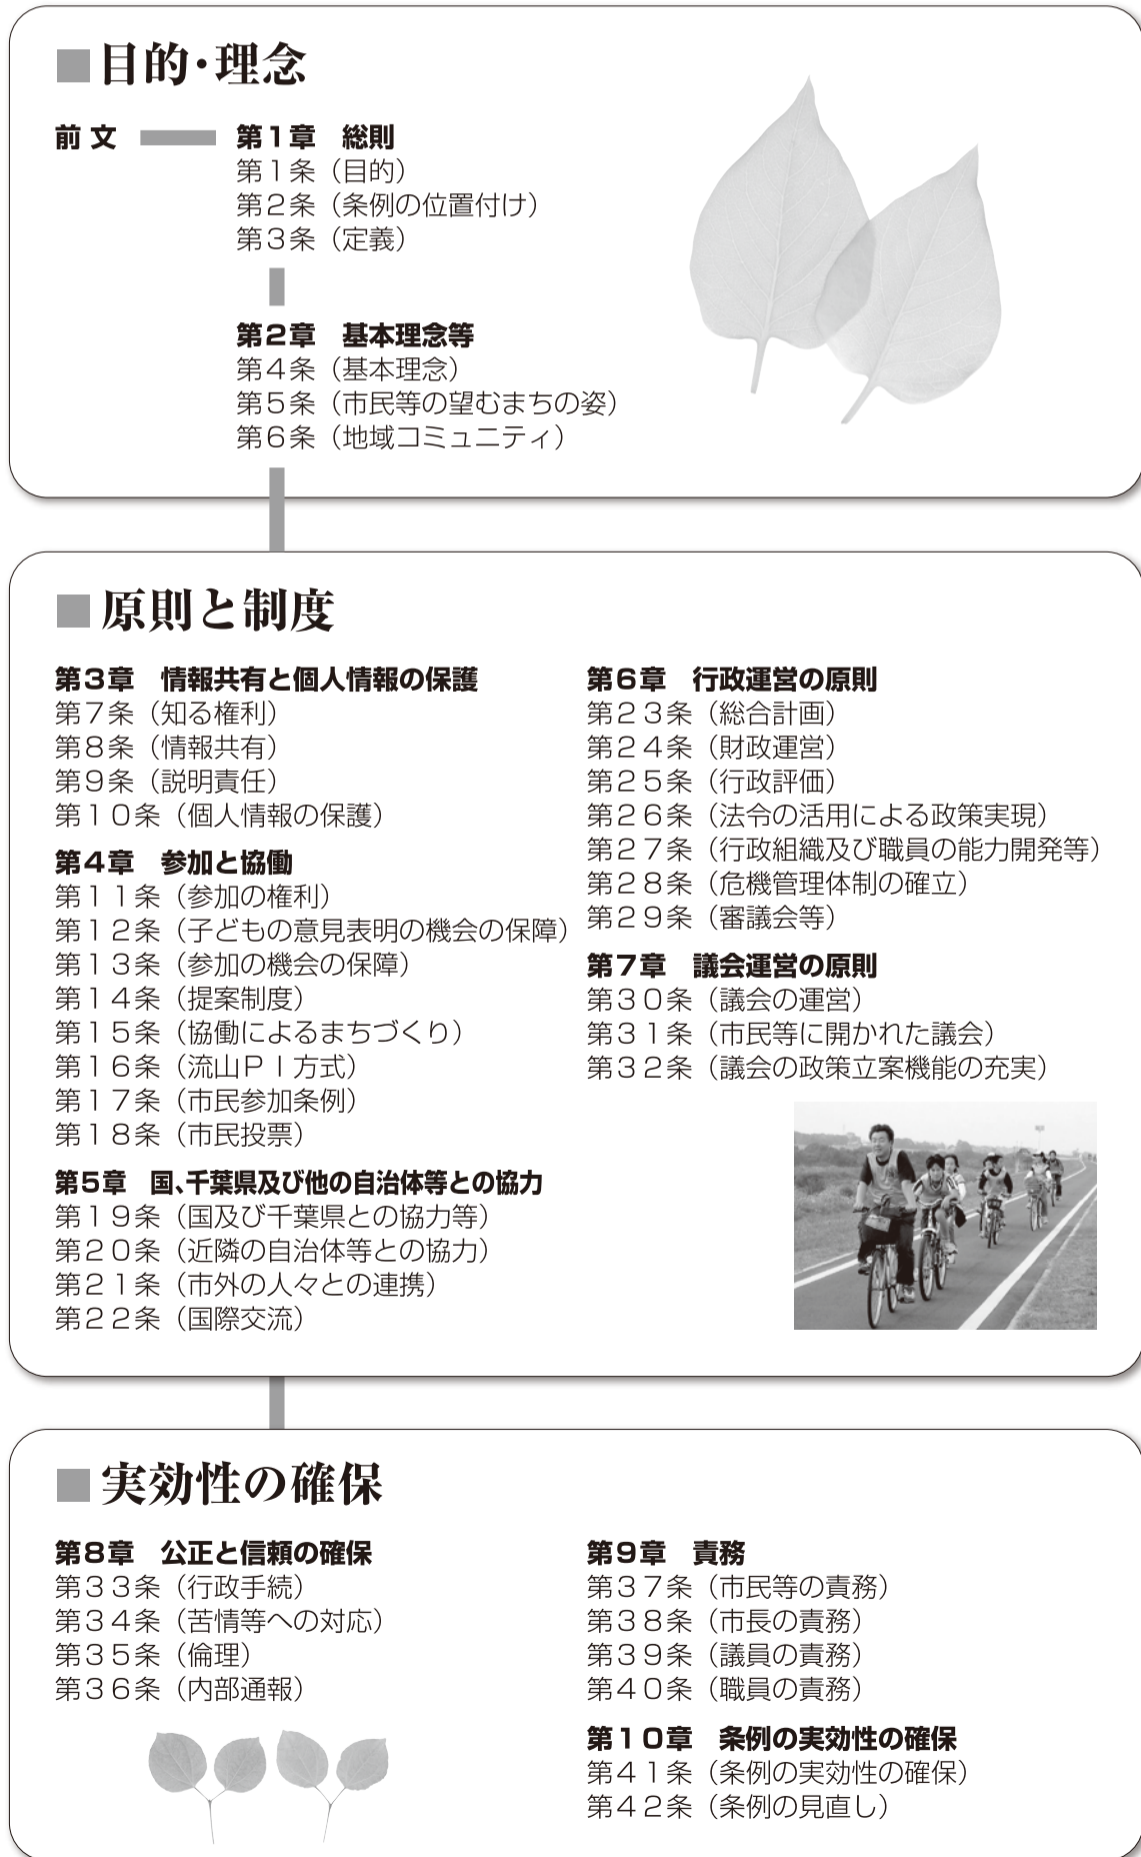 ■目的・理念
前文 第1章 総則
第1条（目的）
第2条（条例の位置付け）
第3条（定義）
第2章 基本理念等
第4条（基本理念）
第5条（市民等の望むまちの姿）
第6条（地域コミュニティ）
■原則と制度
第3章 情報共有と個人情報の保護
第7条（知る権利）
第8条（情報共有）
第9条（説明責任）
第10条（個人情報の保護）
第4章 参加と協働
第11条（参加の権利）
第12条（子どもの意見表明の機会の保障）
第13条（参加の機会の保障）
第14条（提案制度）
第15条（協働によるまちづくり）
第16条（流山PI方式）
第17条（市民参加条例）
第18条（市民投票）
第5章 国、千葉県及び他の自治体等との協力
第19条（国及び千葉県との協力等）
第20条（近隣の自治体等との協力）
第21条（市外の人々との連携）
第22条（国際交流）
第6章 行政運営の原則
第23条（総合計画）
第24条（財政運営）
第25条（行政評価）
第26条（法令の活用による政策実現）
第27条（行政組織及び職員の能力開発等）
第28条（危機管理体制の確立）
第29条（審議会等）
第7章 議会運営の原則
第30条（議会の運営）
第31条（市民等に開かれた議会）
第32条（議会の政策立案機能の充実）
■実効性の確保
第8章 公正と信頼の確保
第33条（行政手続）
第34条（苦情等への対応）
第35条（倫理）
第36条（内部通報）
第9章 責務
第37条（市民等の責務）
第38条（市長の責務）
第39条（議員の責務）
第40条（職員の責務）
第10章 条例の実効性の確保
第41条（条例の実効性の確保）
第42条（条例の見直し）